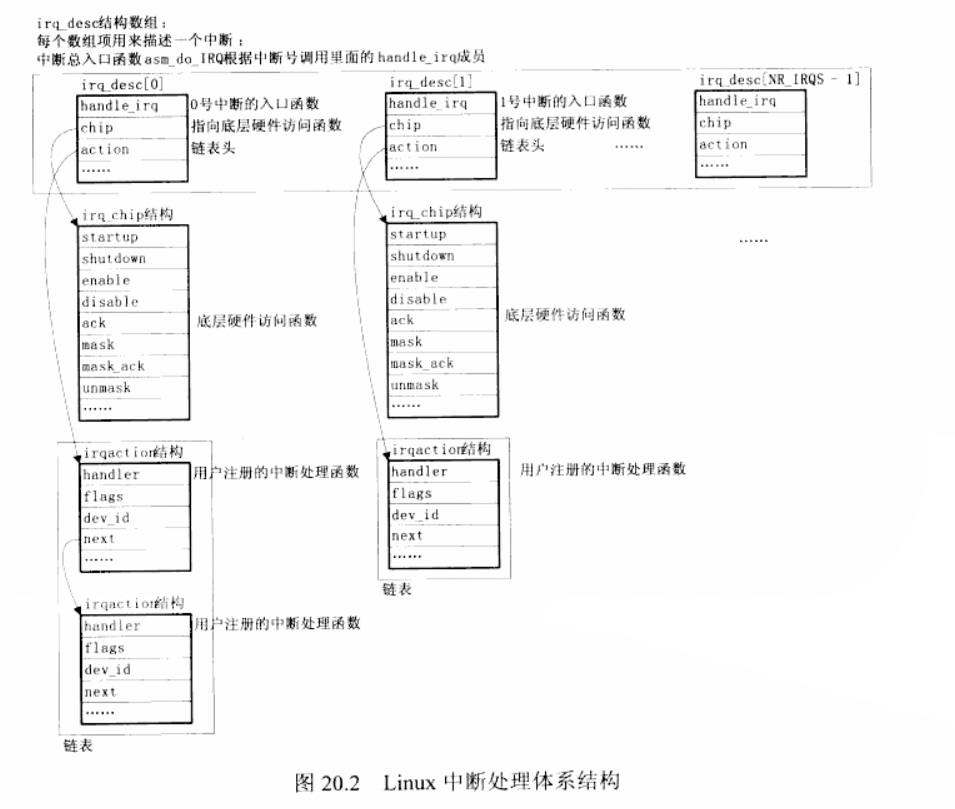 irq_desc结构数组：
每个数组项用来描述一个中断；
中断总入口函数asm_do_IRQ根据中断号调用里面的handle_irq成员
irq_desc[0]
handle_irq 0号中断的入口函数
chip 指向底层硬件访问函数
action 链表头
......
irq_desc[1]
handle_irq 1号中断的入口函数
chip 指向底层硬件访问函数
action 链表头 ......
......
irq_desc[NR_IRQS - 1]
handle_irq
chip
action
......
irq_chip结构
startup
shutdown
enable
disable
ack
mask
mask_ack
unmask
......
底层硬件访问函数
irq_chip结构
startup
shutdown
enable
disable
ack
mask
mask_ack
unmask
......
底层硬件访问函数
......
irqaction结构
handler 用户注册的中断处理函数
flags
dev_id
next
......
irqaction结构
handler 用户注册的中断处理函数
flags
dev_id
next
......
链表
irqaction结构
handler 用户注册的中断处理函数
flags
dev_id
next
......
链表
图 20.2 Linux 中断处理体系结构